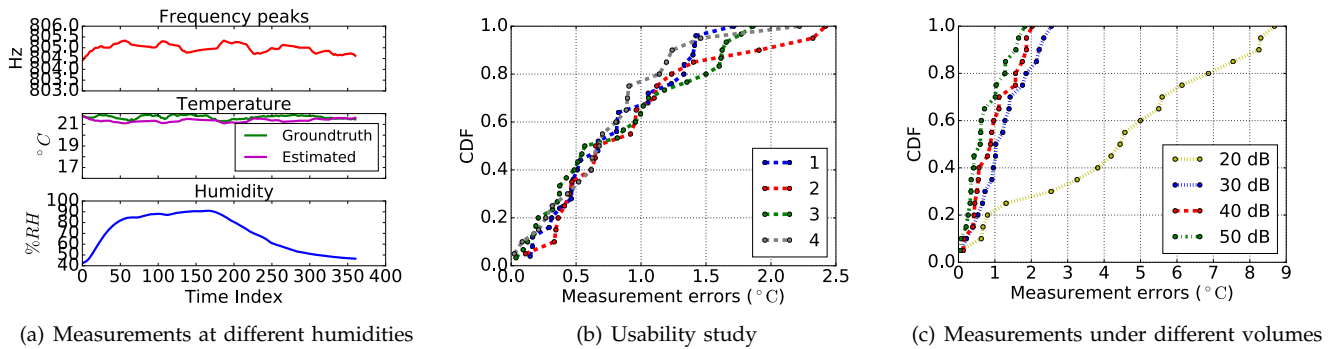 Frequency peaks
806.0
805.5
805.0
804.5
804.0
803.5
803.0
Hz
Temperature
21
19
17
°C
Groundtruth
Estimated
Humidity
100
90
80
70
60
50
40
%RH
0 50 100 150 200 250 300 350 400
Time Index
(a) Measurements at different humidities
1.0
0.8
0.6
0.4
0.2
0.0
CDF
1
2
3
4
0.0 0.5 1.0 1.5 2.0 2.5
Measurement errors (°C)
(b) Usability study
1.0
0.8
0.6
0.4
0.2
0.0
CDF
20 dB
30 dB
40 dB
50 dB
0 1 2 3 4 5 6 7 8 9
Measurement errors (°C)
(c) Measurements under different volumes